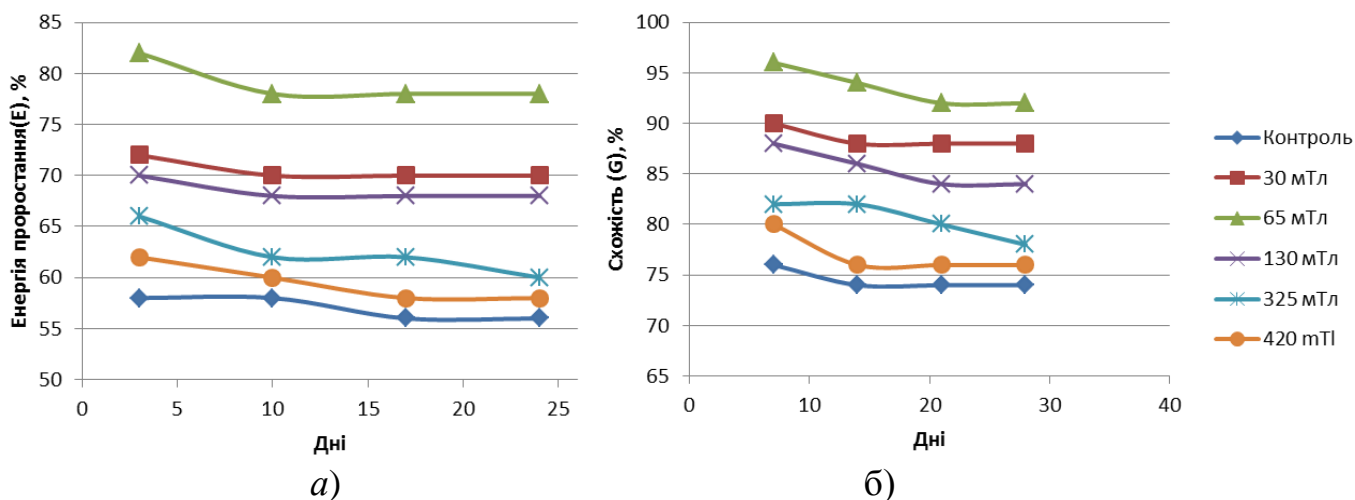 Енергія проростання(E), %
85
80
75
70
65
60
55
50
0 5 10 15 20 25
Дні
а)
Схожість (G), %
100
95
90
85
80
75
70
65
0 10 20 30 40
Дні
б)
Контроль
30 мТл
65 мТл
130 мТл
325 мТл
420 mTl